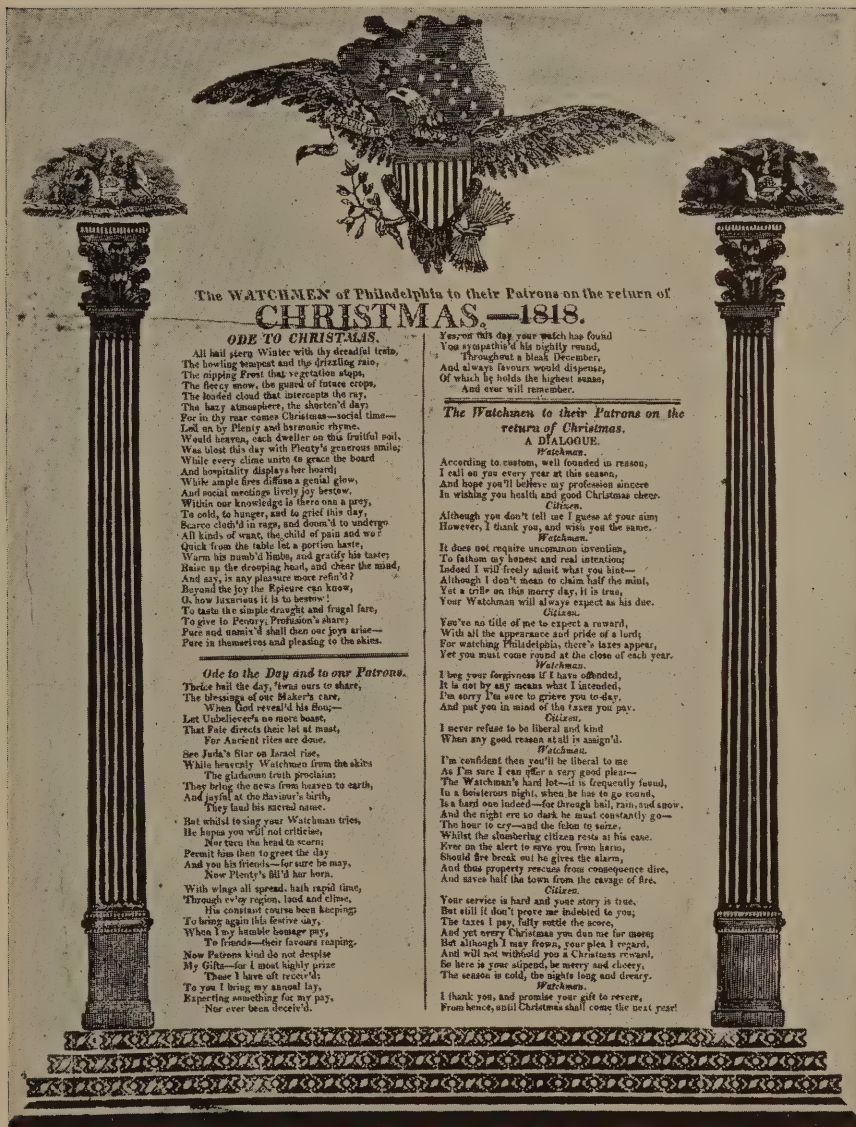 The WATCHMEN of Philadelphia to their Patrons on the return of
CHRISTMAS,—1818.
ODE TO CHRISTMAS.
All hail stern Winter with thy dreadful train,
The howling tempest and the drizzling rain,
The nipping Frost that vegetation stops,
The fleecy snow, the guard of future crops,
The loaded cloud that intercepts the ray,
The hazy atmosphere, the shorten'd day;
For in thy rear comes Christmas—social time—
Led on by Plenty and harmonic rhyme.
Would heaven, each dweller on this fruitful soil,
Was blest this day with Plenty's generous smile;
While every clime unite to grace the board
And hospitality displays her hoard;
While ample fires diffuse a genial glow,
And social meetings lively joy bestow.
Within our knowledge is there one a prey,
To cold, to hunger, and to grief this day,
Scarce cloth'd in rags, and doom'd to undergo
All kinds of want, the child of pain and wo?
Quick from the table let a portion haste,
Warm his numb'd limbs, and gratify his taste;
Raise up the drooping head, and cheer the mind,
And say, is any pleasure more refin'd?
Beyond the joy the Epicure can know,
O, how luxurious it is to bestow!
To taste the simple draught and frugal fare,
To give to Penury, Profusion's share;
Pure and unmix'd shall then our joys arise—
Pure in themselves and pleasing to the skies.
Ode to the Day and to our Patrons.
Thrice hail the day, 'twas ours to share,
The blessings of our Maker's care,
When God reveal'd his Son;—
Let Unbeliever's no more boast,
That Fate directs their lot at most,
For Ancient rites are done.
See Juda's Star on Israel rise,
While heavenly Watchmen from the skies
The gladsome truth proclaim;
They bring the news from heaven to earth,
And joyful at the Saviour's birth,
They laud his sacred name.
But whilst to sing your Watchman tries,
He hopes you will not criticise,
Nor turn the head to scorn;
Permit him then to greet the day
And you his friends—for sure he may,
Now Plenty's fill'd her horn.
With wings all spread, hath rapid time,
Through ev'ry region, land and clime,
His constant course been keeping;
To bring again this festive day,
When I my humble homage pay,
To friends—their favours reaping.
Now Patrons kind do not despise
My Gifts—for I most highly prize
Those I have oft receiv'd;
To you I bring my annual lay,
Expecting something for my pay,
Nor ever been deceiv'd.
Yes, on this day your watch has found
You sympathis'd his nightly round,
Throughout a bleak December,
And always favours would dispense,
Of which he holds the highest sense,
And ever will remember.
The Watchmen to their Patrons on the
return of Christmas.
A DIALOGUE.
Watchman.
According to custom, well founded in reason,
I call on you every year at this season,
And hope you'll believe my profession sincere
In wishing you health and good Christmas cheer.
Citizen.
Although you don't tell me I guess at your aim;
However, I thank you, and wish you the same.
Watchman.
It does not require uncommon invention,
To fathom my honest and real intention;
Indeed I will freely admit what you hint—
Although I don't mean to claim half the mint,
Yet a trifle on this merry day, it is true,
Your Watchman will always expect as his due.
Citizen.
You've no title of me to expect a reward,
With all the appearance and pride of a lord;
For watching Philadelphia, there's taxes appear,
Yet you must come round at the close of each year.
Watchman.
I beg your forgivness if I have offended,
It is not by any means what I intended,
I'm sorry I'm sure to grieve you to-day,
And put you in mind of the taxes you pay.
Citizen.
I never refuse to be liberal and kind
When any good reason at all is assign'd.
Watchman.
I'm confident then you'll be liberal to me
As I'm sure I can offer a very good plea:—
The Watchman's hard lot—it is frequently found,
In a boisterous night, when he has to go round,
Is a hard one indeed—for through hail, rain, and snow,
And the night ere so dark he must constantly go—
The hour to cry—and the felon to seize,
Whilst the slumbering citizen rests at his ease.
Ever on the alert to save you from harm,
Should fire break out he gives the alarm,
And thus property rescues from consequence dire,
And saves half the town from the ravage of fire.
Citizen.
Your service is hard and your story is true,
But still it don't prove me indebted to you;
The taxes I pay, fully settle the score,
And yet every Christmas you dun me for more;
But although I may frown, your plea I regard,
And will not withhold you a Christmas reward,
So here is your stipend, be merry and cheery,
The season is cold, the nights long and dreary.
Watchman.
I thank you, and promise your gift to revere,
From hence, until Christmas shall come the next year!